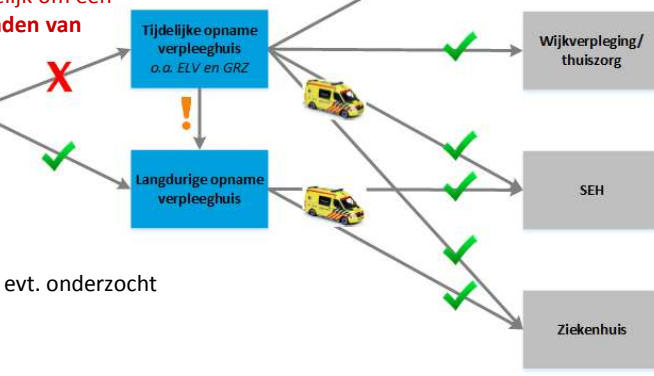 elijk om een
nden van
Tijdelijke opname
verpleeghuis
o.a. ELV en GRZ
Wijkverpleging/
thuiszorg
X
!
Langdurige opname
verpleeghuis
SEH
evt. onderzocht
Ziekenhuis